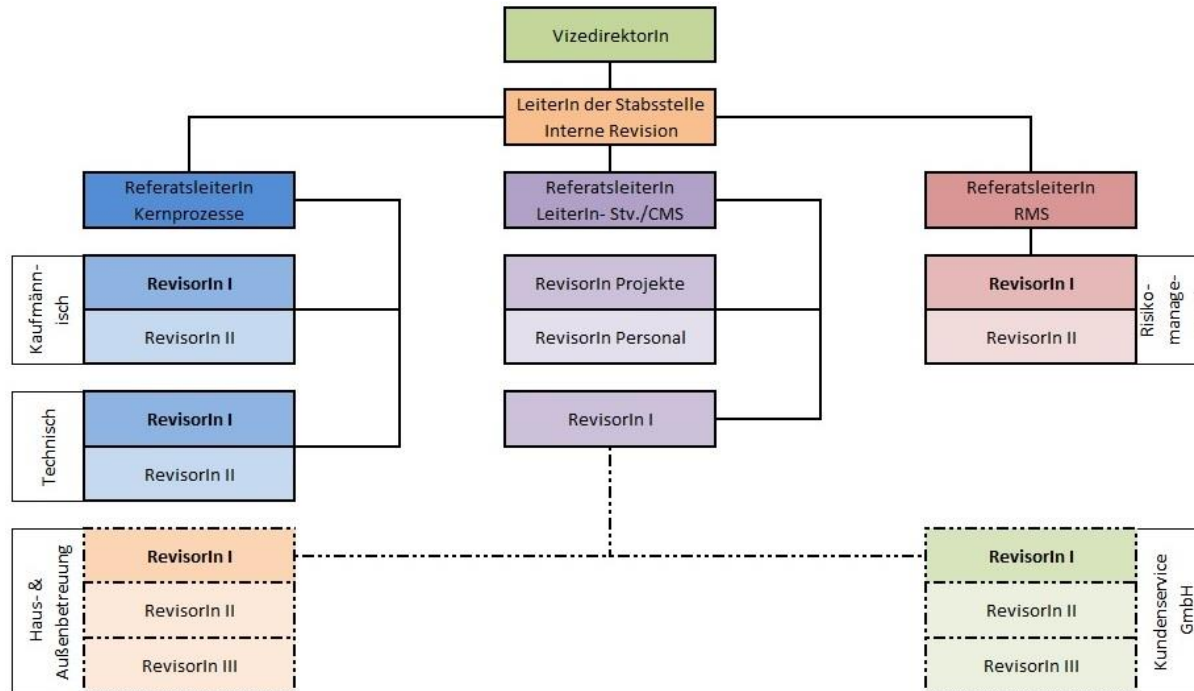 VizedirektorIn
LeiterIn der Stabsstelle
Interne Revision
ReferatsleiterIn
Kernprozesse
ReferatsleiterIn
LeiterIn- Stv./CMS
ReferatsleiterIn
RMS
Kaufmänn-
isch
RevisorIn I
RevisorIn II
RevisorIn Projekte
RevisorIn Personal
RevisorIn I
RevisorIn II
Risiko-
manage-
Technisch
RevisorIn I
RevisorIn II
RevisorIn I
Haus- &
Außenbetreuung
RevisorIn I
RevisorIn II
RevisorIn III
RevisorIn I
RevisorIn II
RevisorIn III
Kundenservice
GmbH